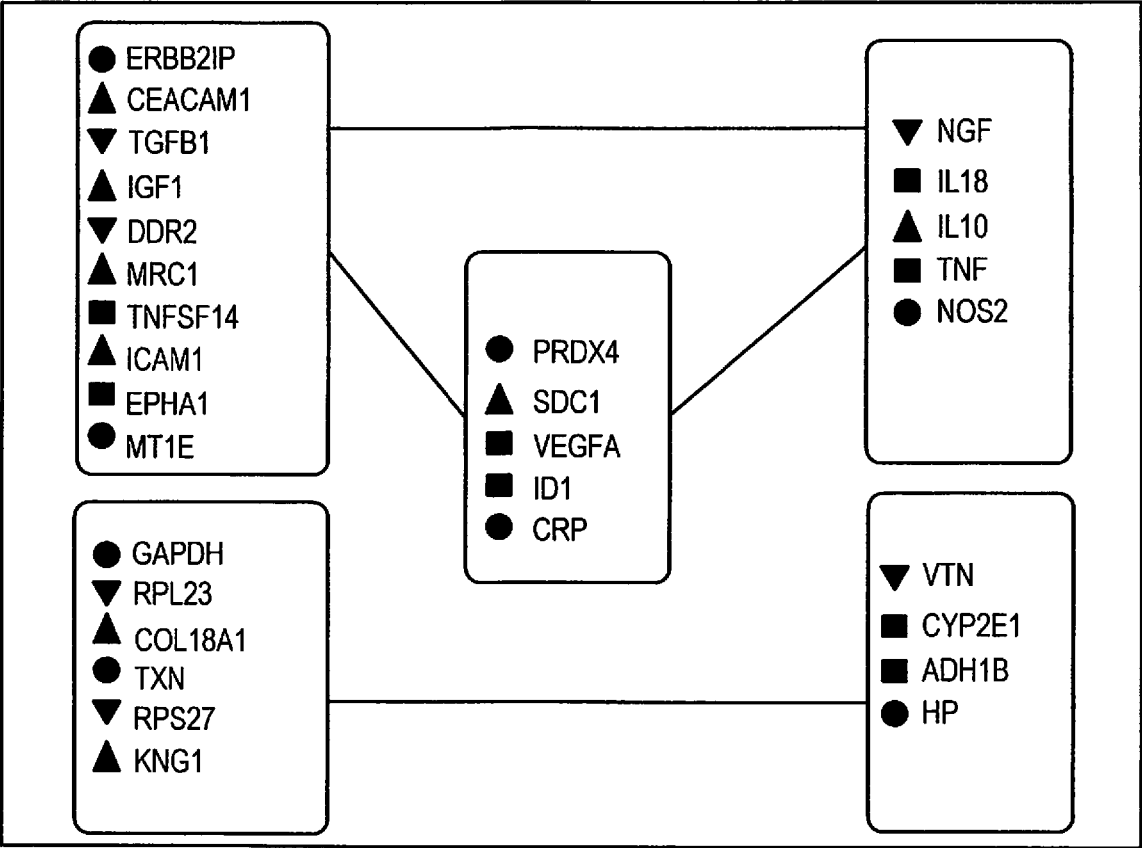 ERBB2IP
CEACAM1
TGFB1
IGF1
DDR2
MRC1
TNFSF14
ICAM1
EPHA1
MT1E
NGF
IL18
IL10
TNF
NOS2
PRDX4
SDC1
VEGFA
ID1
CRP
GAPDH
RPL23
COL18A1
TXN
RPS27
KNG1
VTN
CYP2E1
ADH1B
HP